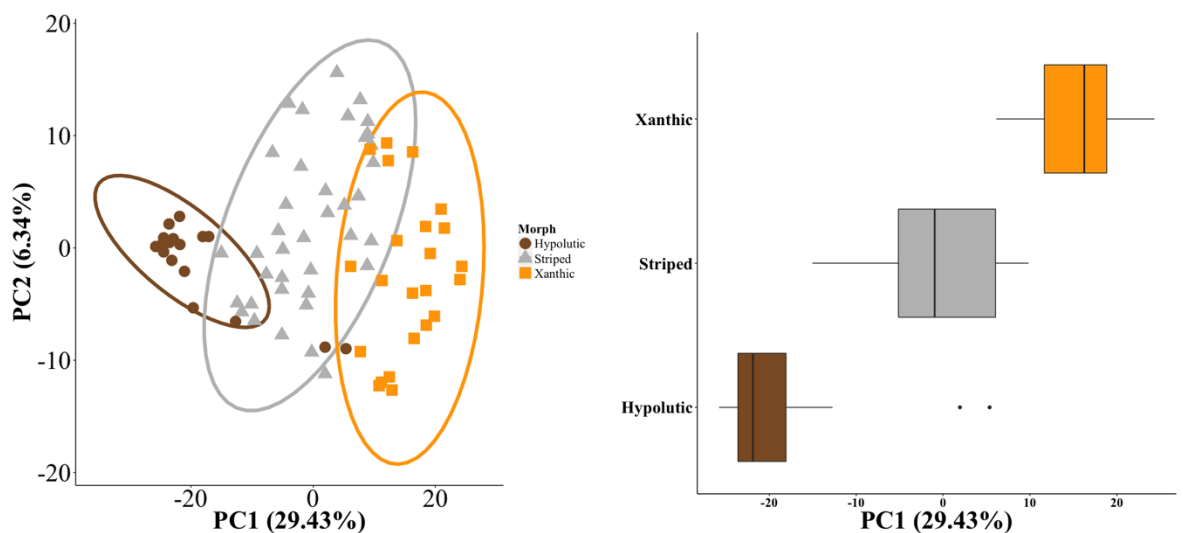 20
10
0
-10
-20
PC2 (6.34%)
-20
0
20
PC1 (29.43%)
Morph
Hypolutic
Striped
Xanthic
Xanthic
Striped
Hypolutic
-20
-10
0
10
20
PC1 (29.43%)